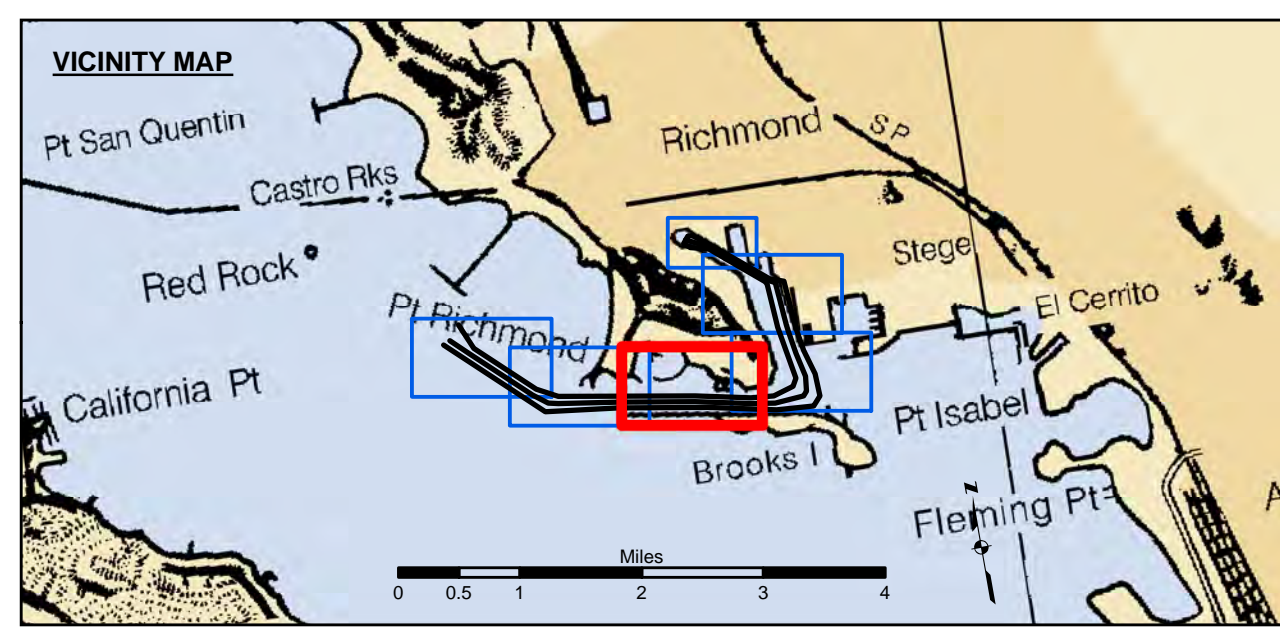 VICINITY MAP
Pt San Quentin
Richmond
S P
Castro Rks
Stege
Red Rock
El Cerrito
Pt Richmond
California Pt
Pt Isabel
Brooks I
Fleming Pt
Miles
0 0.5 1 2 3 4
A
N